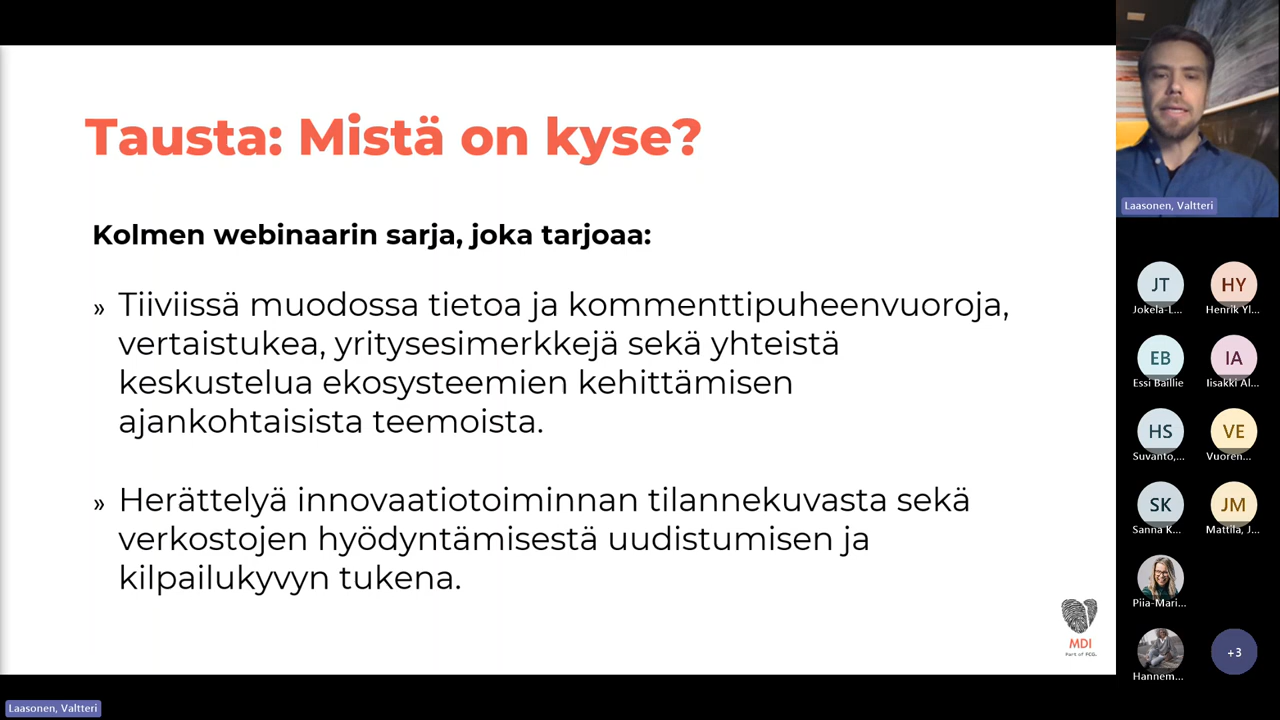 Tausta: Mistä on kyse?
Kolmen webinaarin sarja, joka tarjoaa:
» Tiiviissä muodossa tietoa ja kommenttipuheenvuoroja,
vertaistukea, yritysesimerkkejä sekä yhteistä
keskustelua ekosysteemien kehittämisen
ajankohtaisista teemoista.
» Herättelyä innovaatiotoiminnan tilannekuvasta sekä
verkostojen hyödyntämisestä uudistumisen ja
kilpailukyvyn tukena.
MDI
Part of FCG.
Laasonen, Valtteri
JT
Jokela-L...
HY
Henrik Yl...
EB
Essi Baillie
IA
Iisakki Al...
HS
Suvanto,...
VE
Vuoren...
SK
Sanna K...
JM
Mattila, J...
Piia-Mari...
Hannem...
+3
Laasonen, Valtteri